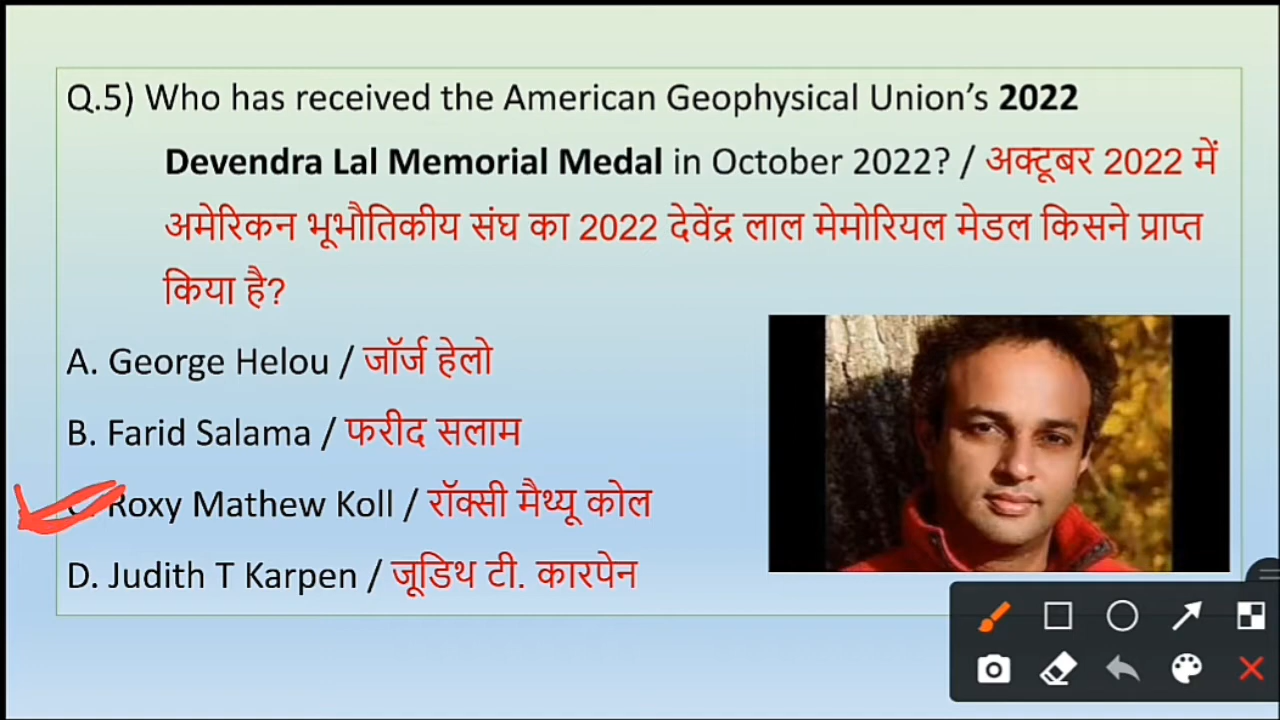 Q.5) Who has received the American Geophysical Union’s 2022
Devendra Lal Memorial Medal in October 2022? / अक्टूबर 2022 में
अमेरिकन भूभौतिकीय संघ का 2022 देवेंद्र लाल मेमोरियल मेडल किसने प्राप्त
किया है?
A. George Helou / जॉर्ज हेलो
B. Farid Salama / फरीद सलाम
C. Roxy Mathew Koll / रॉक्सी मैथ्यू कोल
D. Judith T Karpen / जूडिथ टी. कारपेन